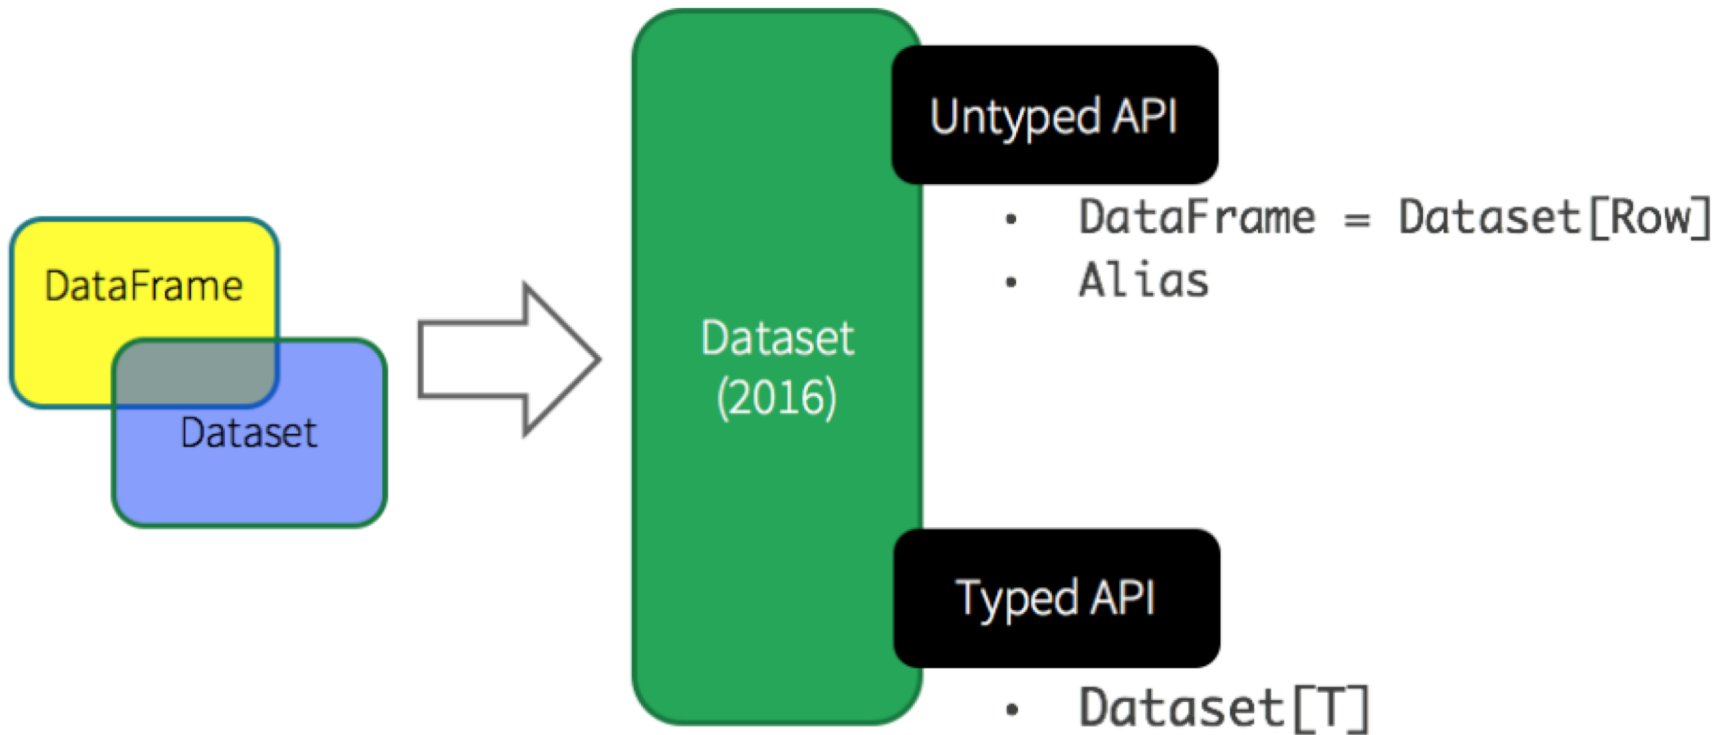 DataFrame
Dataset
Dataset
(2016)
Untyped API
• DataFrame = Dataset[Row]
• Alias
Typed API
• Dataset[T]